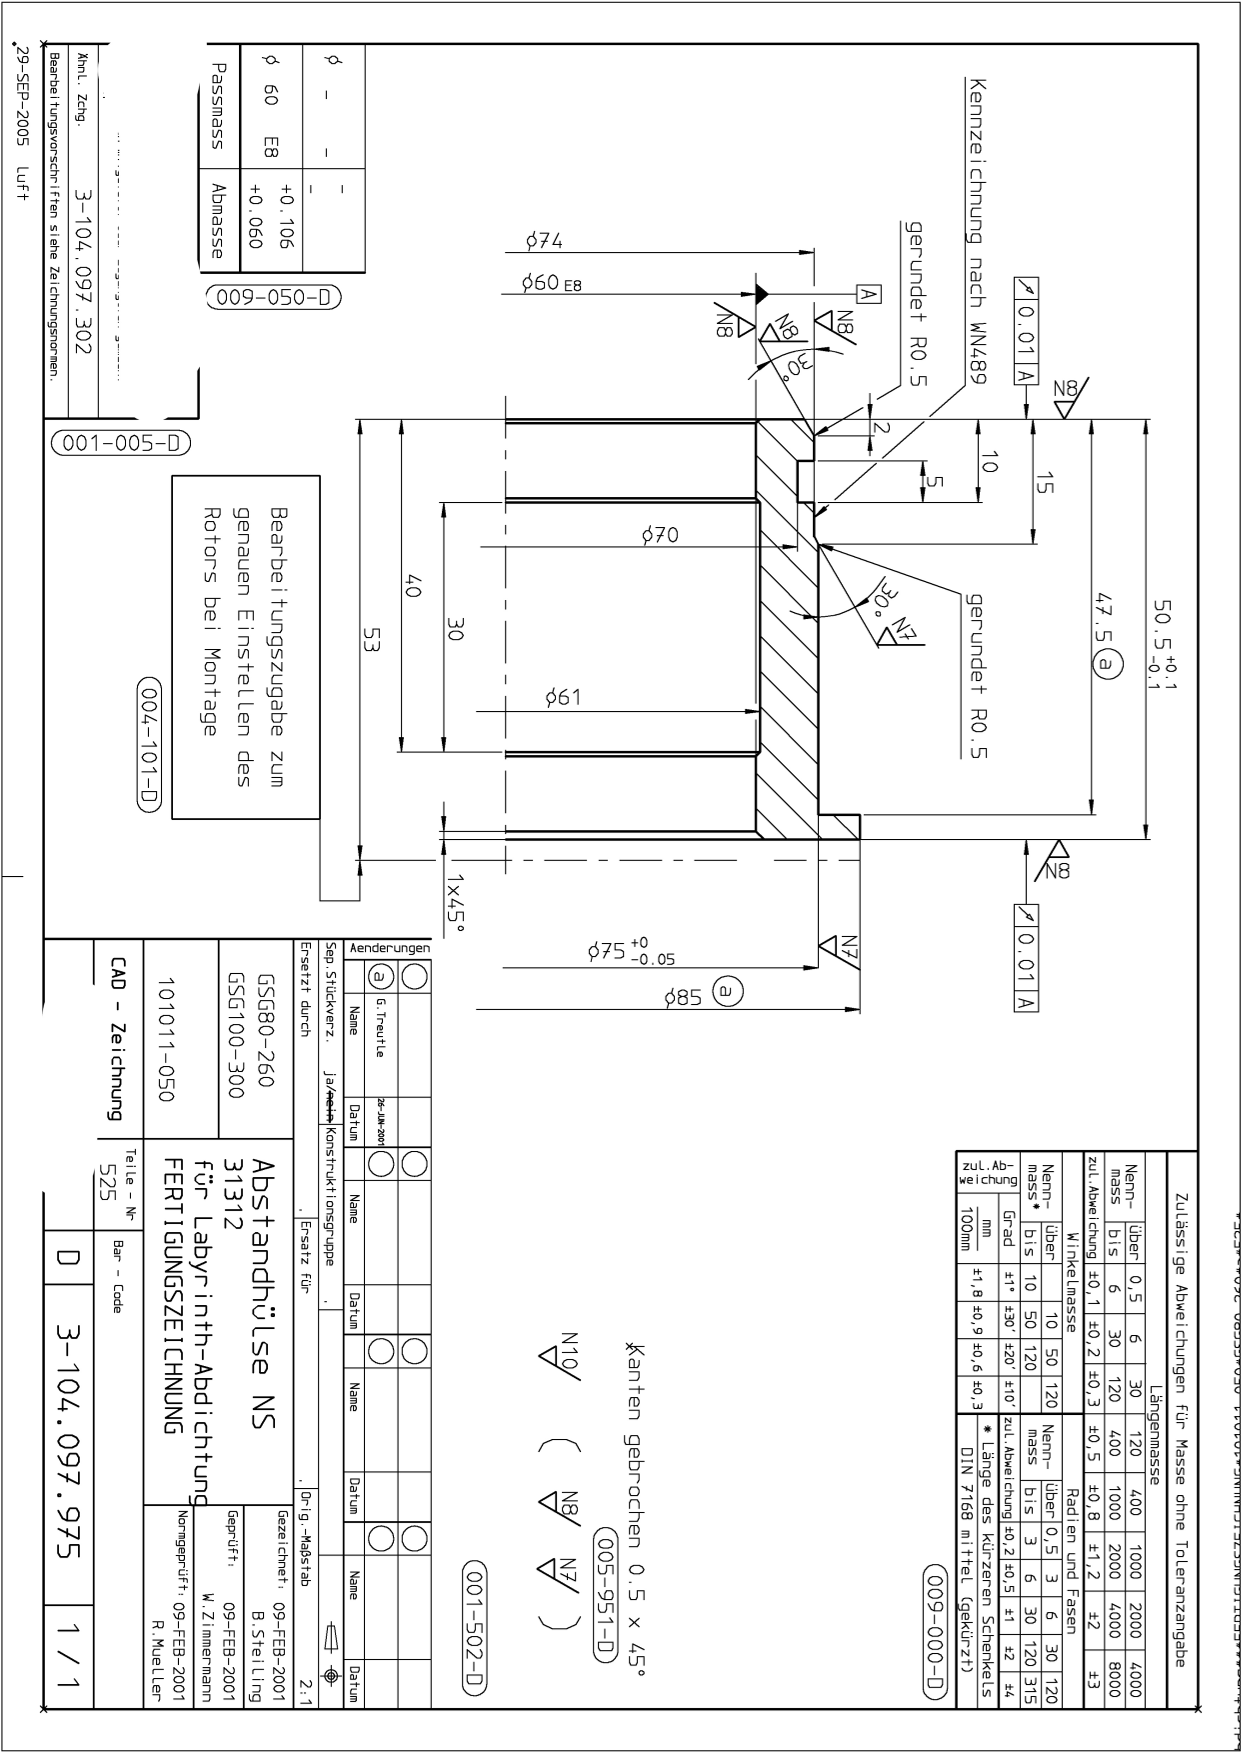 Kennzeichnung nach WN489
gerundet R0.5
0.01 A
N8
50.5 +0.1 -0.1
47.5 a
15
10
5
2
N8
0.01 A
gerundet R0.5
30°
N7
A
N8
N8
N8
30°
ϕ74
ϕ60 E8
ϕ70
ϕ61
ϕ75 +0 -0.05
N7
ϕ85 a
30
40
53
1x45°
ϕ - - -
-
ϕ 60 E8 +0.106
+0.060
Passmass Abmasse
009-050-D
Ähnl. Zchg. 3-104.097.302
Bearbeitungsvorschriften siehe Zeichnungsnormen.
001-005-D
29-SEP-2005 Luft
Bearbeitungszugabe zum
genauen Einstellen des
Rotors bei Montage
004-101-D
Zulässige Abweichungen für Masse ohne Toleranzangabe
Längenmasse
Nenn-mass über 0,5 6 30 120 400 1000 2000 4000
bis 6 30 120 400 1000 2000 4000 8000
zul.Abweichung ±0,1 ±0,2 ±0,3 ±0,5 ±0,8 ±1,2 ±2 ±3
Winkelmasse
Nenn-mass* über 10 50 120
bis 10 50 120
zul.Ab-weichung Grad ±1° ±30' ±20' ±10'
mm 100mm ±1,8 ±0,9 ±0,6 ±0,3
Radien und Fasen
Nenn-mass über 0,5 3 6 30 120
bis 3 6 30 120 315
zul.Abweichung ±0,2 ±0,5 ±1 ±2 ±4
* Länge des kürzeren Schenkels
DIN 7168 mittel (gekürzt)
009-000-D
Kanten gebrochen 0.5 x 45°
005-951-D
N10 ( N8 N7 )
001-502-D
Aenderungen
a G.Treutle 26-JUN-2001
Name Datum Name Datum Name Datum Name Datum
Sep.Stückverz. ja/nein Konstruktionsgruppe .
Ersetzt durch . Ersatz für . Orig.-Maßstab 2:1
GSG80-260
GSG100-300
101011-050
CAD - Zeichnung
Abstandhülse NS
31312
für Labyrinth-Abdichtung
FERTIGUNGSZEICHNUNG
Gezeichnet: 09-FEB-2001
B.Steiling
Geprüft: 09-FEB-2001
W.Zimmermann
Normgeprüft: 09-FEB-2001
R.Mueller
Teile - Nr
525
Bar - Code
D 3-104.097.975 1 / 1